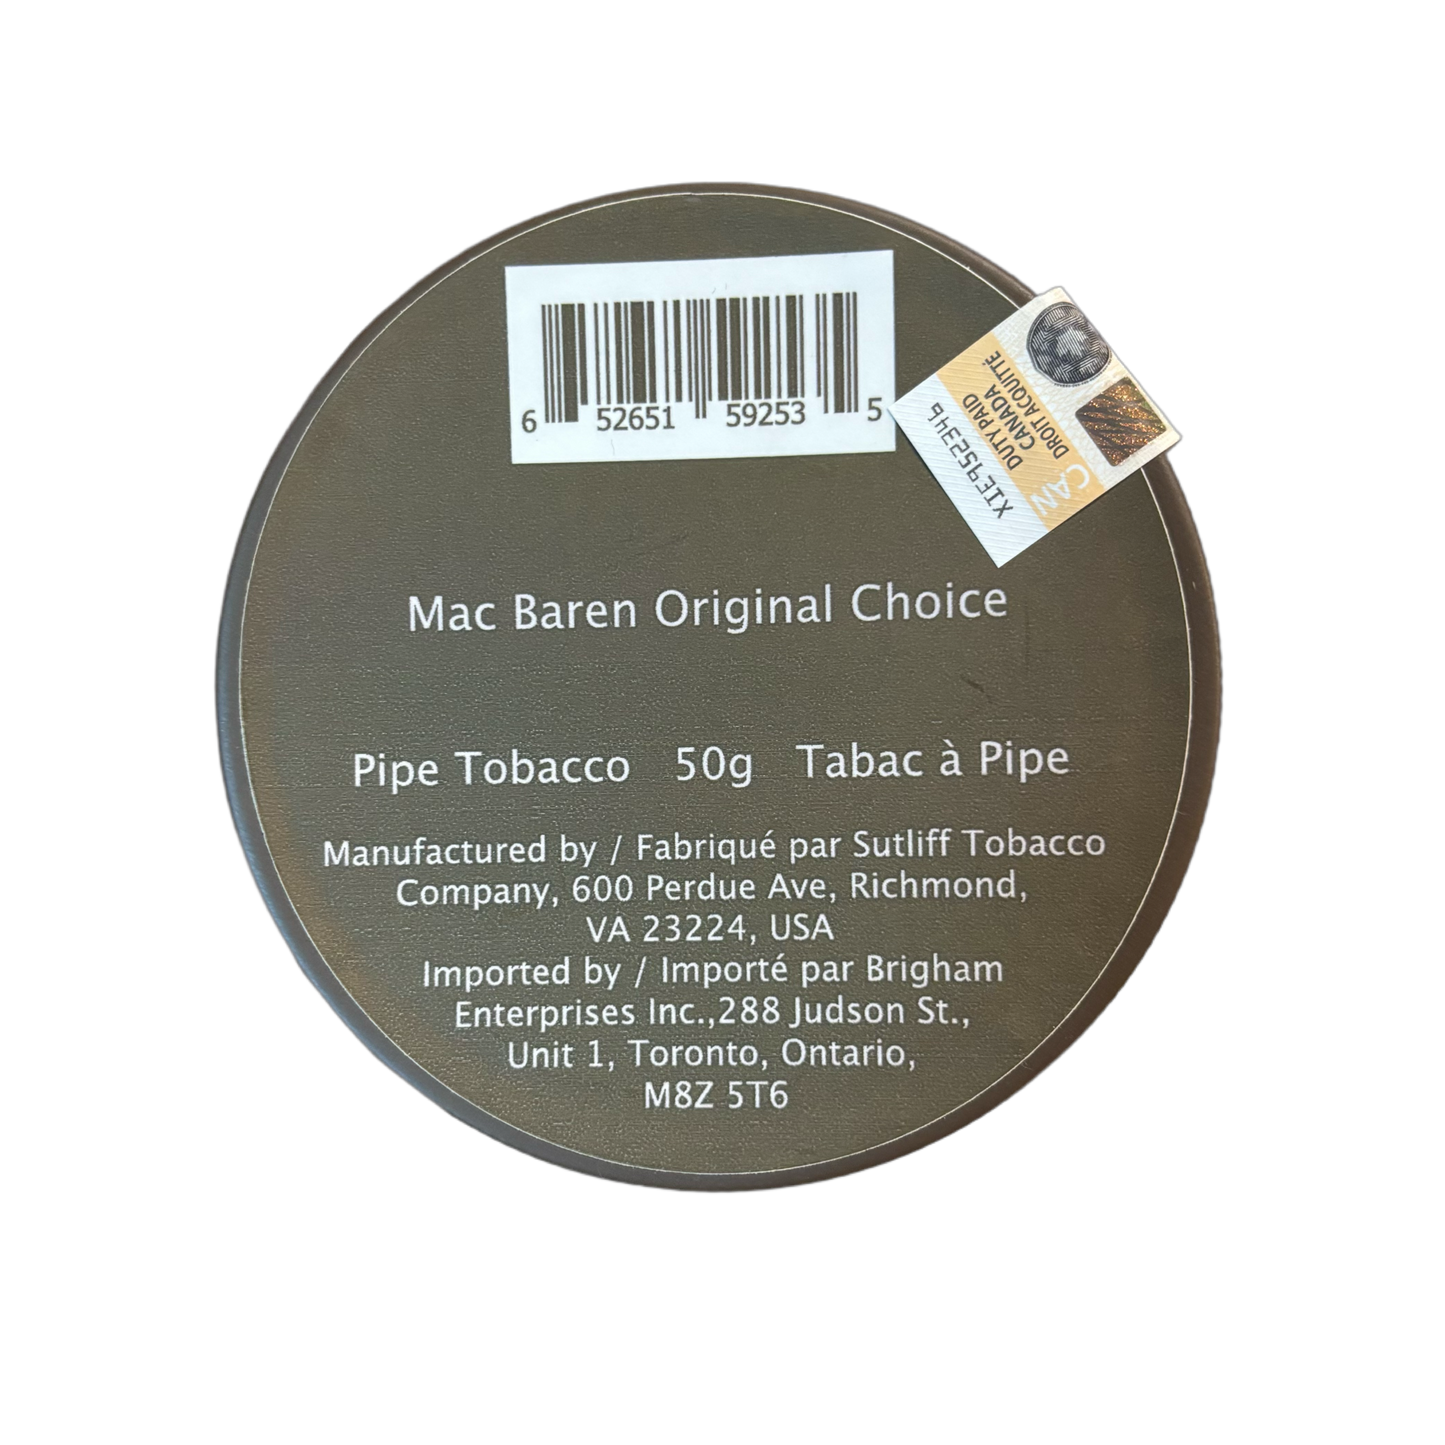 6 52651 59253 5
XIE952346
DUTY PAID
CANADA
DROIT ACQUITTÉ
CAN
Mac Baren Original Choice
Pipe Tobacco 50g Tabac à Pipe
Manufactured by / Fabriqué par Sutliff Tobacco
Company, 600 Perdue Ave, Richmond,
VA 23224, USA
Imported by / Importé par Brigham
Enterprises Inc.,288 Judson St.,
Unit 1, Toronto, Ontario,
M8Z 5T6